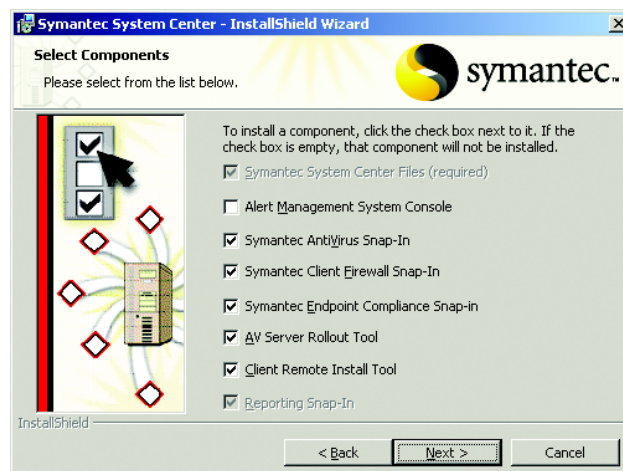 Symantec System Center - InstallShield Wizard
Select Components
Please select from the list below.
symantec™
To install a component, click the check box next to it. If the
check box is empty, that component will not be installed.
Symantec System Center Files (required)
Alert Management System Console
Symantec AntiVirus Snap-In
Symantec Client Firewall Snap-In
Symantec Endpoint Compliance Snap-in
AV Server Rollout Tool
Client Remote Install Tool
Reporting Snap-In
InstallShield
< Back
Next >
Cancel